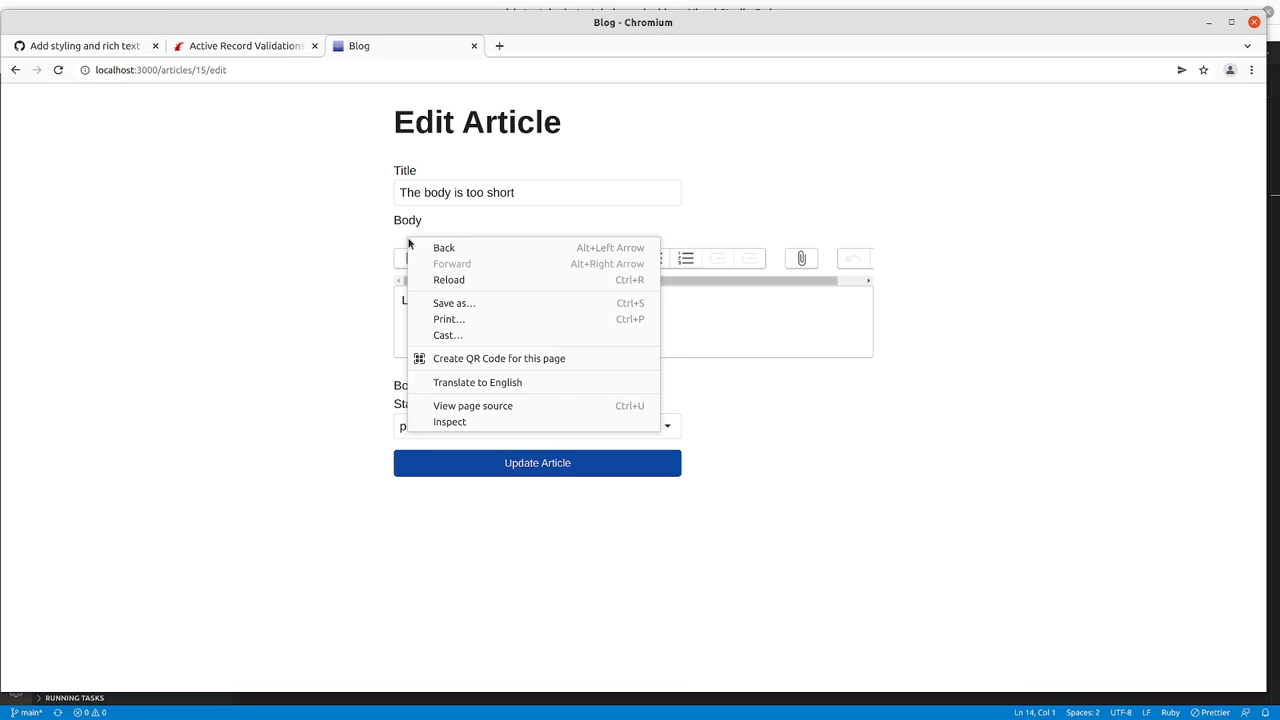 Blog - Chromium
Add styling and rich text
Active Record Validations
Blog
localhost:3000/articles/15/edit
Edit Article
Title
The body is too short
Body
Back Alt+Left Arrow
Forward Alt+Right Arrow
Reload Ctrl+R
Save as… Ctrl+S
Print… Ctrl+P
Cast…
Create QR Code for this page
Translate to English
View page source Ctrl+U
Inspect
Update Article
RUNNING TASKS
main* 0 0 Ln 14, Col 1 Spaces: 2 UTF-8 LF Ruby Prettier